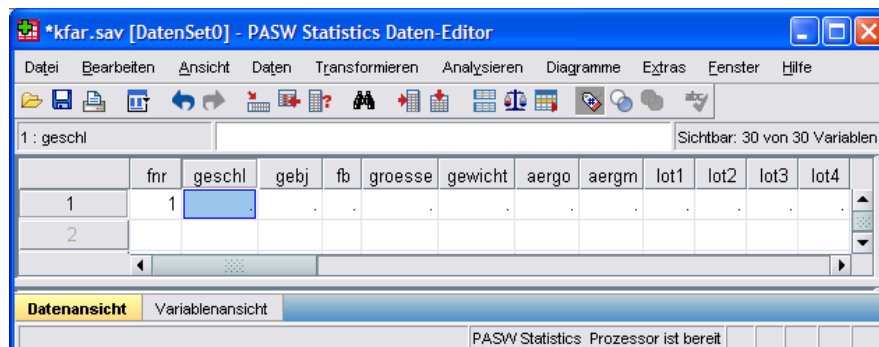 *kfar.sav [DatenSet0] - PASW Statistics Daten-Editor
Datei Bearbeiten Ansicht Daten Transformieren Analysieren Diagramme Extras Fenster Hilfe
1 : geschl Sichtbar: 30 von 30 Variablen
fnr geschl gebj fb groesse gewicht aergo aergm lot1 lot2 lot3 lot4
1 1 . . . . . . . . . . .
2
Datenansicht Variablenansicht
PASW Statistics Prozessor ist bereit